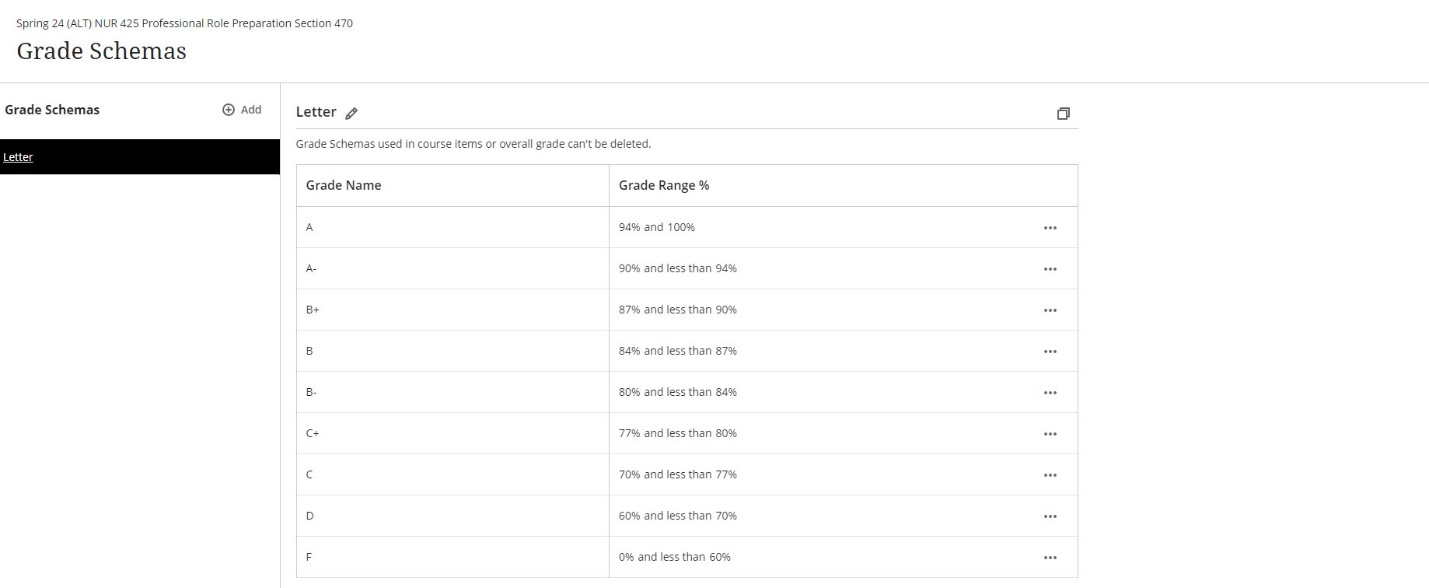 Spring 24 (ALT) NUR 425 Professional Role Preparation Section 470
Grade Schemas
Grade Schemas
Add
Letter
Letter
Grade Schemas used in course items or overall grade can't be deleted.
Grade Name Grade Range %
A 94% and 100%
A- 90% and less than 94%
B+ 87% and less than 90%
B 84% and less than 87%
B- 80% and less than 84%
C+ 77% and less than 80%
C 70% and less than 77%
D 60% and less than 70%
F 0% and less than 60%